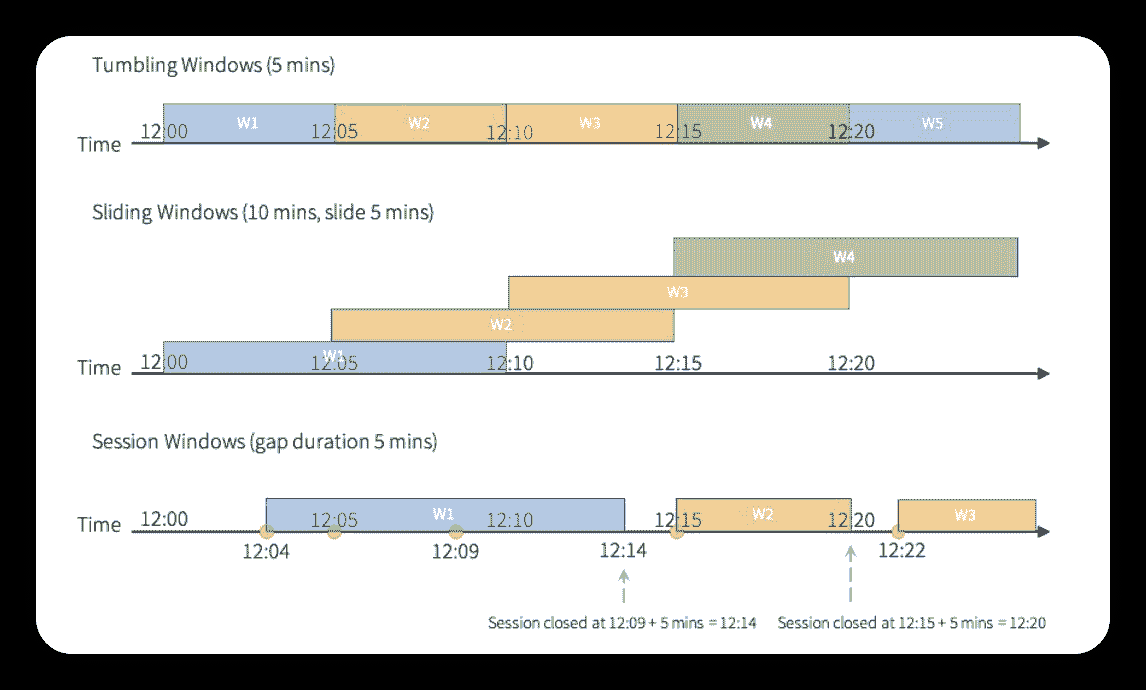 Tumbling Windows (5 mins)
W1 W2 W3 W4 W5
12:00 12:05 12:10 12:15 12:20
Time
Sliding Windows (10 mins, slide 5 mins)
W4
W3
W2
W1
12:00 12:05 12:10 12:15 12:20
Time
Session Windows (gap duration 5 mins)
W1 W2 W3
12:00 12:05 12:10 12:15 12:20
Time
12:04 12:09 12:14 12:22
Session closed at 12:09 + 5 mins = 12:14 Session closed at 12:15 + 5 mins = 12:20